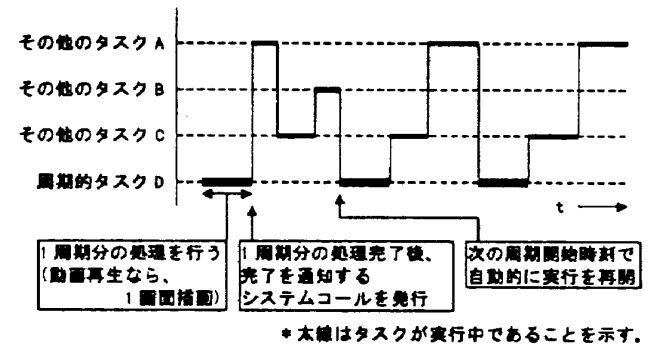 その他のタスク A
その他のタスク B
その他のタスク C
周期的タスク D
t
1 周期分の処理を行う
(動画再生なら、
1 画面描画)
1 周期分の処理完了後、
完了を通知する
システムコールを発行
次の周期開始時刻で
自動的に実行を再開
* 太線はタスクが実行中であることを示す.